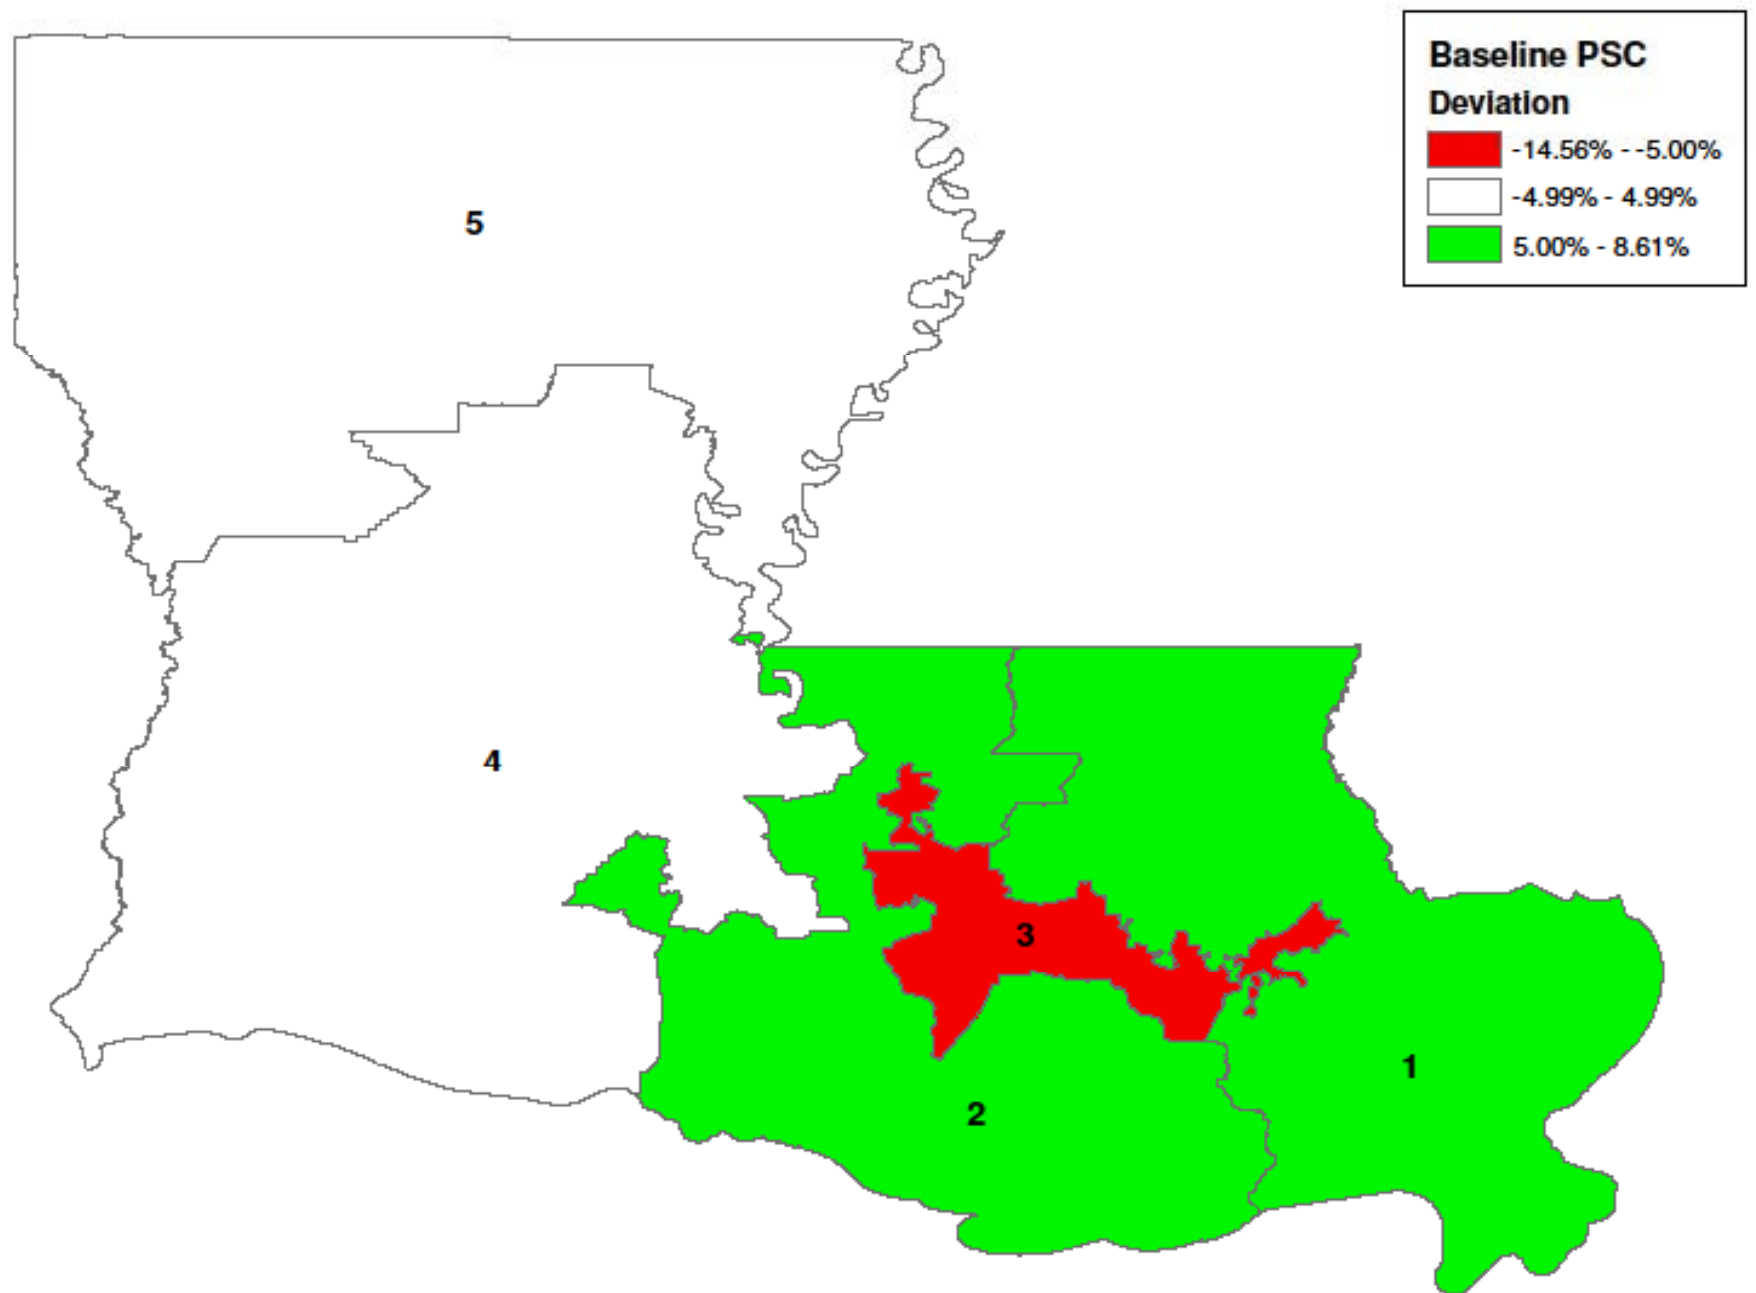 Baseline PSC
Deviation
-14.56% - -5.00%
-4.99% - 4.99%
5.00% - 8.61%
5
4
3
1
2